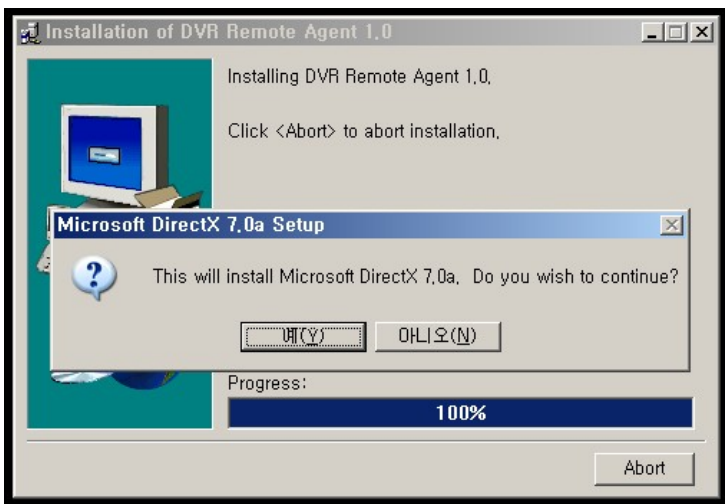 Installation of DVR Remote Agent 1.0
Installing DVR Remote Agent 1.0.
Click <Abort> to abort installation.
Microsoft DirectX 7.0a Setup
This will install Microsoft DirectX 7.0a. Do you wish to continue?
예(Y)
아니오(N)
Progress:
100%
Abort